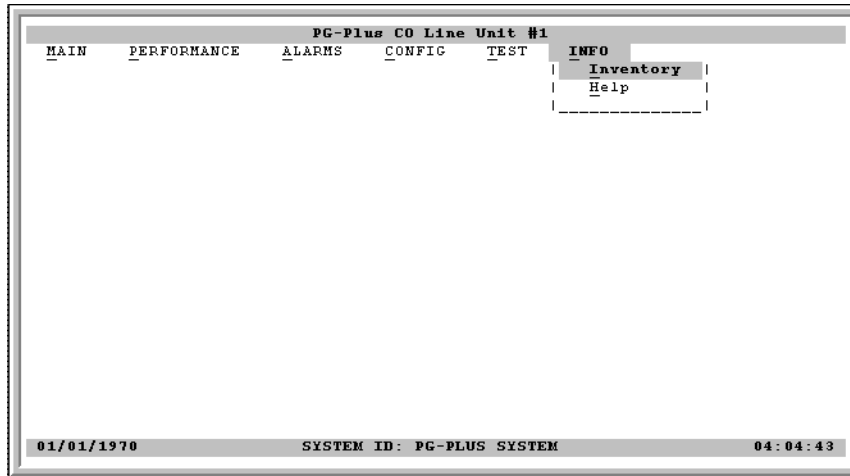 PG-Plus CO Line Unit #1
MAIN PERFORMANCE ALARMS CONFIG TEST INFO
Inventory
Help
01/01/1970 SYSTEM ID: PG-PLUS SYSTEM 04:04:43